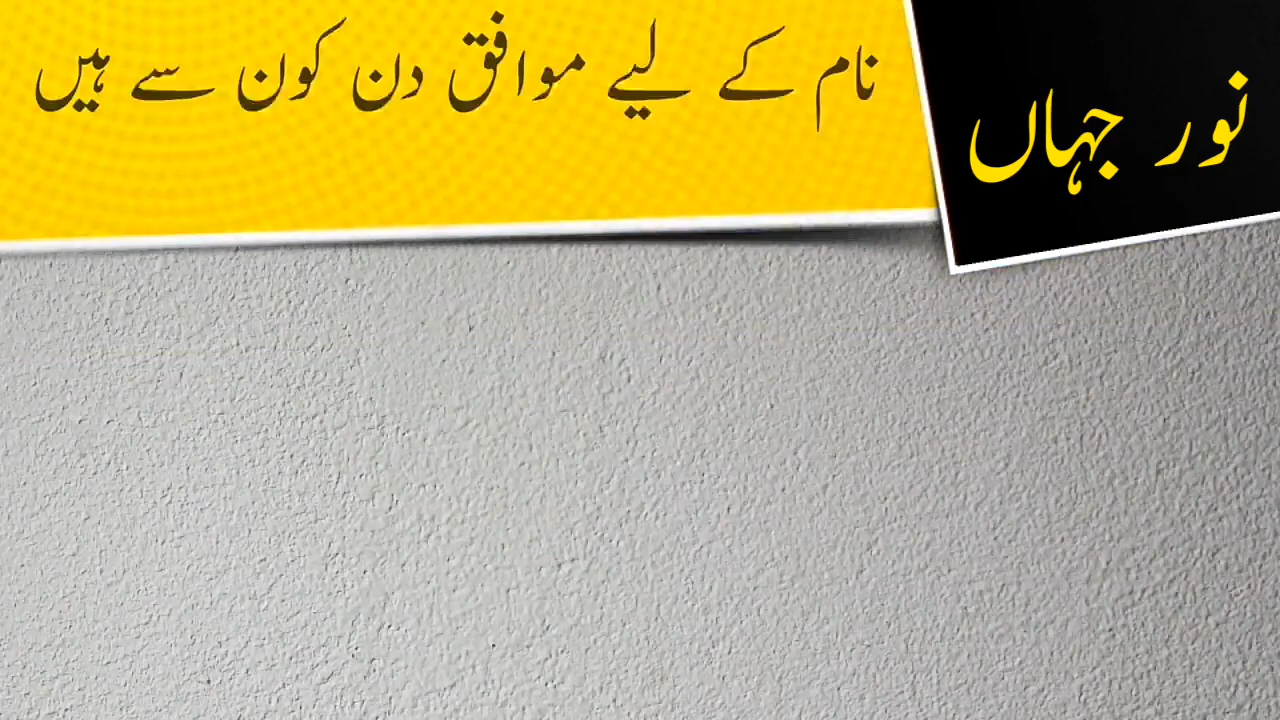 نور جہاں
نام کے لیے موافق دن کون سے ہیں